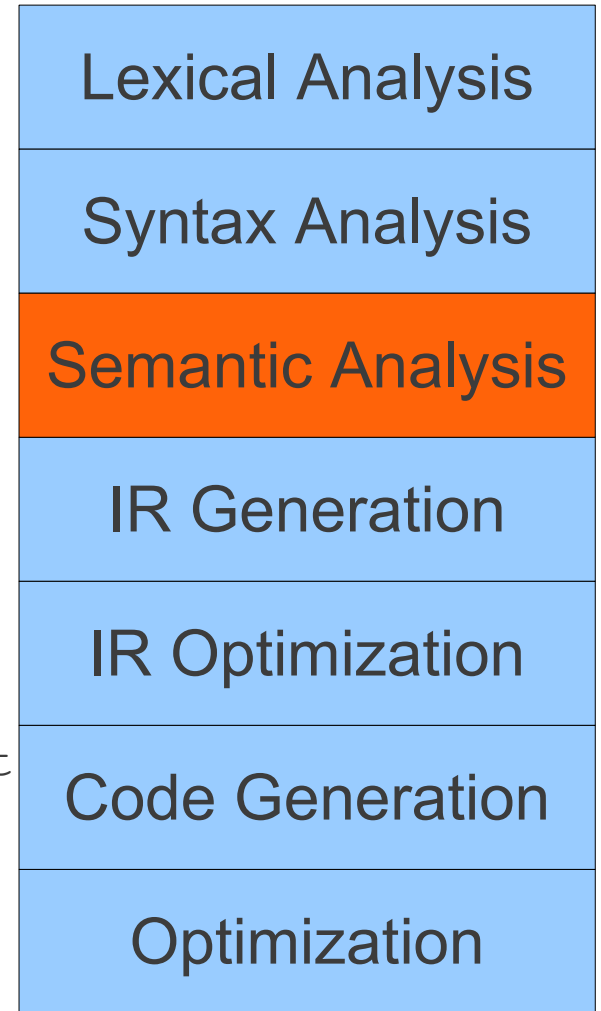 Lexical Analysis
Syntax Analysis
Semantic Analysis
IR Generation
IR Optimization
Code Generation
Optimization